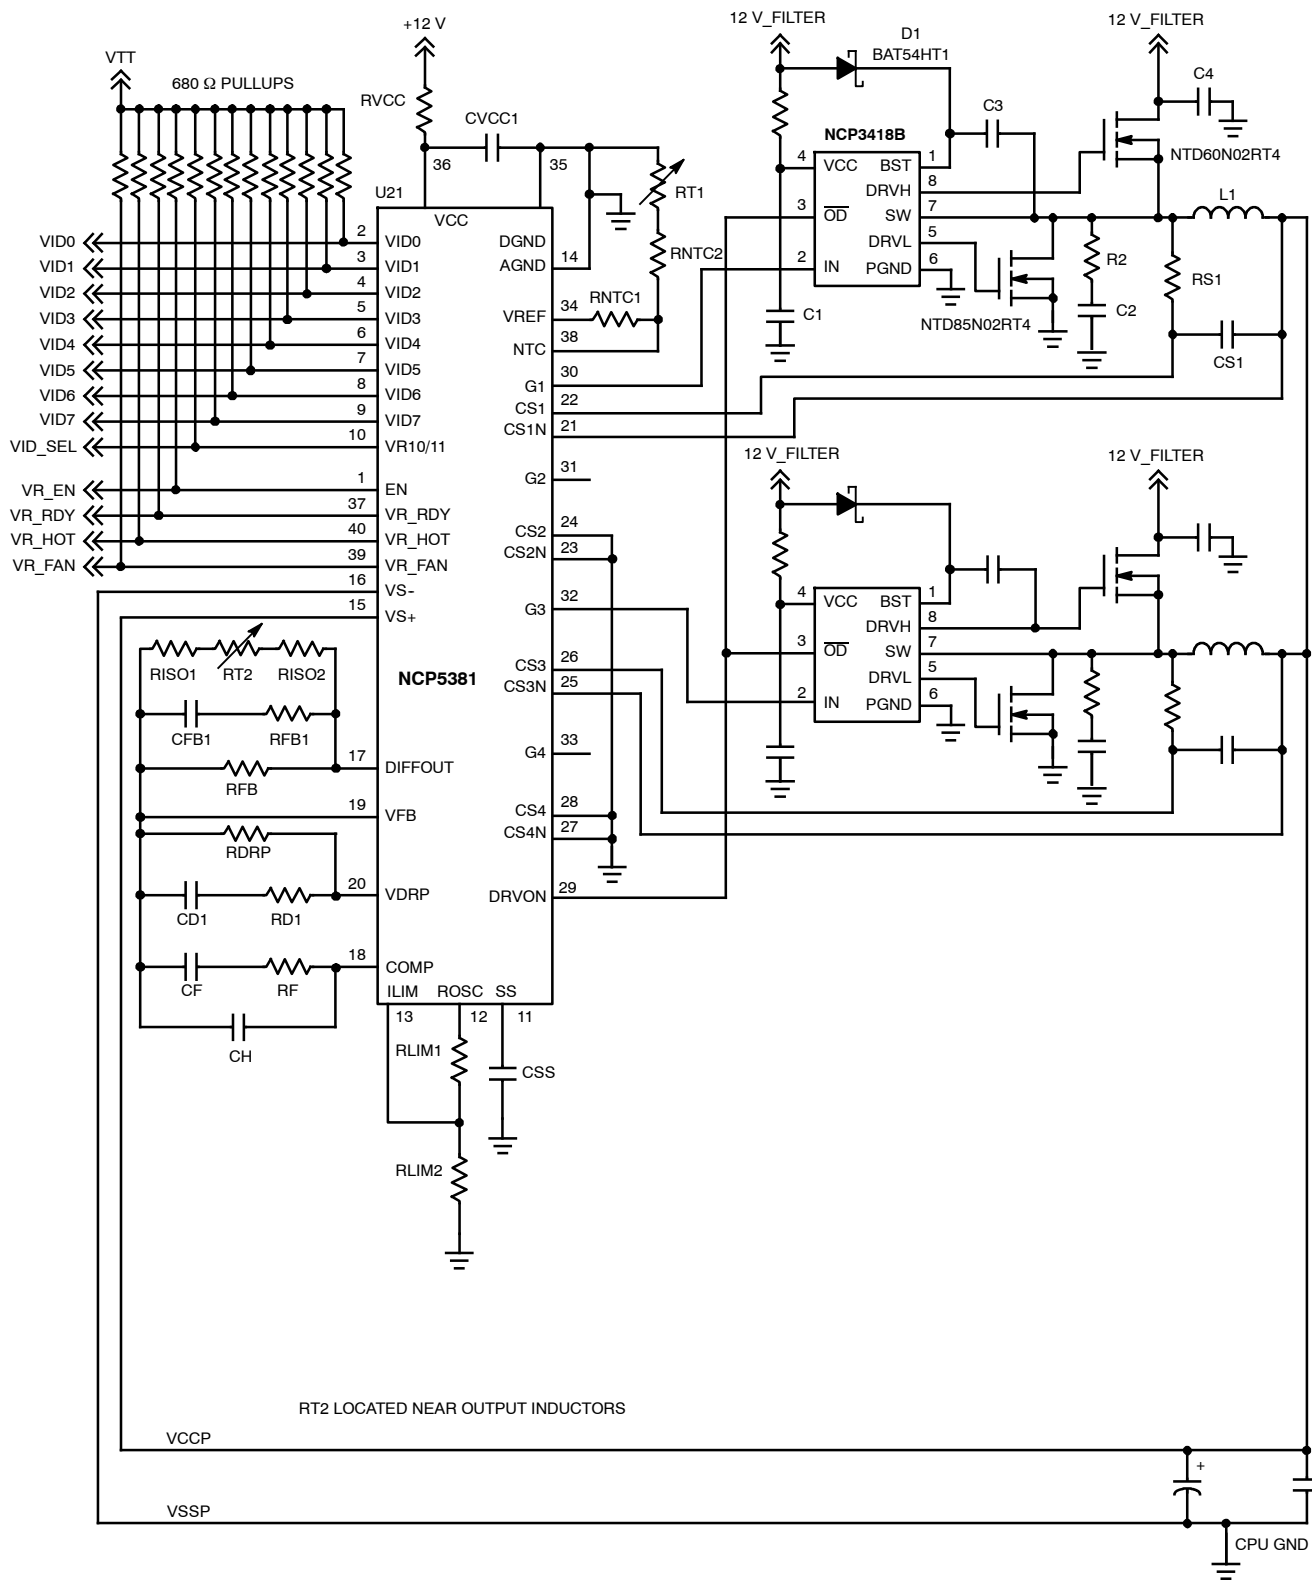 +12 V
12 V_FILTER
12 V_FILTER
D1
BAT54HT1
VTT
680 Ω PULLUPS
RVCC
CVCC1
C3
C4
NCP3418B
NTD60N02RT4
36
35
U21
VCC
RT1
4
VCC
BST
1
DRVH
8
3
OD
SW
7
L1
DRVL
5
2
IN
PGND
6
R2
RS1
NTD85N02RT4
C1
C2
CS1
VID0
2
VID0
DGND
VID1
3
VID1
AGND
14
RNTC2
VID2
4
VID2
RNTC1
VID3
5
VID3
VREF
34
VID4
6
VID4
NTC
38
VID5
7
VID5
G1
30
VID6
8
VID6
CS1
22
VID7
9
VID7
CS1N
21
VID_SEL
10
VR10/11
G2
31
VR_EN
1
EN
VR_RDY
37
VR_RDY
CS2
24
VR_HOT
40
VR_HOT
CS2N
23
VR_FAN
39
VR_FAN
16
VS-
G3
32
15
VS+
12 V_FILTER
12 V_FILTER
4
VCC
BST
1
DRVH
8
3
OD
SW
7
DRVL
5
2
IN
PGND
6
RISO1
RT2
RISO2
NCP5381
CS3
26
CS3N
25
CFB1
RFB1
G4
33
17
DIFFOUT
RFB
19
VFB
CS4
28
CS4N
27
RDRP
20
VDRP
DRVON
29
CD1
RD1
18
COMP
CF
RF
ILIM
ROSC
SS
13
12
11
CH
RLIM1
CSS
RLIM2
RT2 LOCATED NEAR OUTPUT INDUCTORS
VCCP
+
VSSP
CPU GND